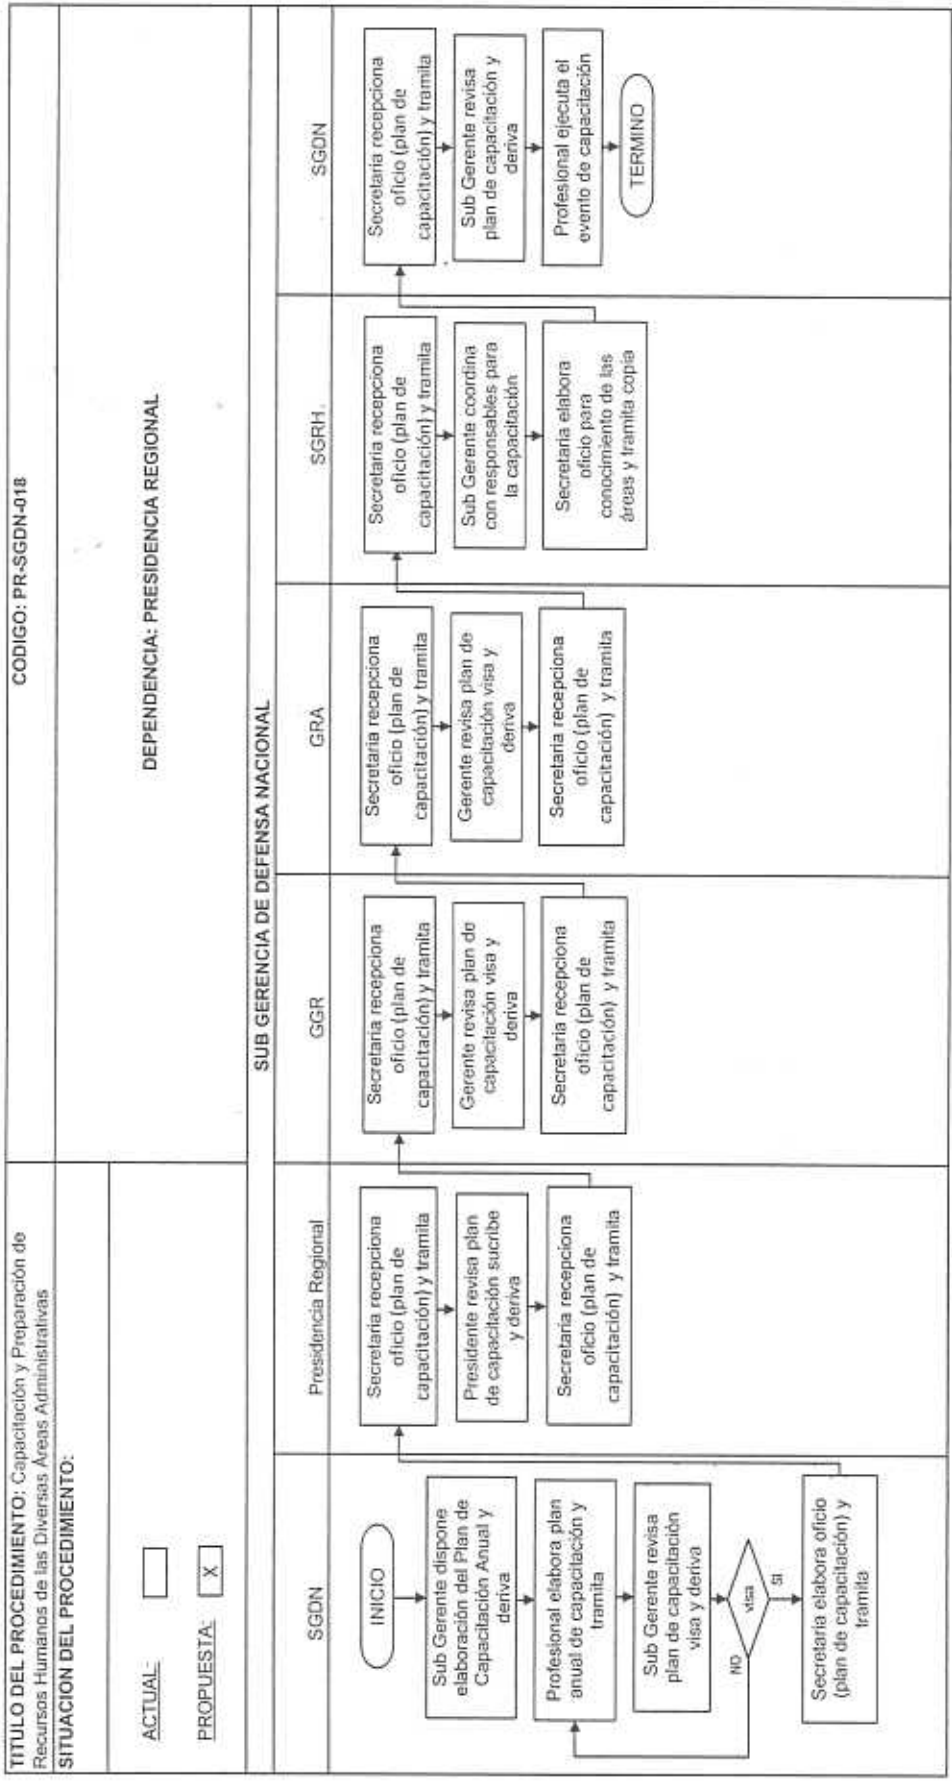 TITULO DEL PROCEDIMIENTO: Capacitación y Preparación de
Recursos Humanos de las Diversas Áreas Administrativas
CODIGO: PR-SGDN-018
SITUACION DEL PROCEDIMIENTO:
DEPENDENCIA: PRESIDENCIA REGIONAL
ACTUAL:
PROPUESTA: X
SUB GERENCIA DE DEFENSA NACIONAL
SGDN
INICIO
Sub Gerente dispone
elaboración del Plan de
Capacitación Anual y
deriva
Profesional elabora plan
anual de capacitación y
tramita
Sub Gerente revisa
plan de capacitación
visa y deriva
visa
NO
SI
Secretaria elabora oficio
(plan de capacitación) y
tramita
Presidencia Regional
Secretaria recepciona
oficio (plan de
capacitación) y tramita
Presidente revisa plan
de capacitación sucribe
y deriva
Secretaria recepciona
oficio (plan de
capacitación) y tramita
GGR
Secretaria recepciona
oficio (plan de
capacitación) y tramita
Gerente revisa plan de
capacitación visa y
deriva
Secretaria recepciona
oficio (plan de
capacitación) y tramita
GRA
Secretaria recepciona
oficio (plan de
capacitación) y tramita
Gerente revisa plan de
capacitación visa y
deriva
Secretaria recepciona
oficio (plan de
capacitación) y tramita
SGRH
Secretaria recepciona
oficio (plan de
capacitación) y tramita
Sub Gerente coordina
con responsables para
la capacitación
Secretaria elabora
oficio para
conocimiento de las
áreas y tramita copia
SGDN
Secretaria recepciona
oficio (plan de
capacitación) y tramita
Sub Gerente revisa
plan de capacitación y
deriva
Profesional ejecuta el
evento de capacitación
TERMINO